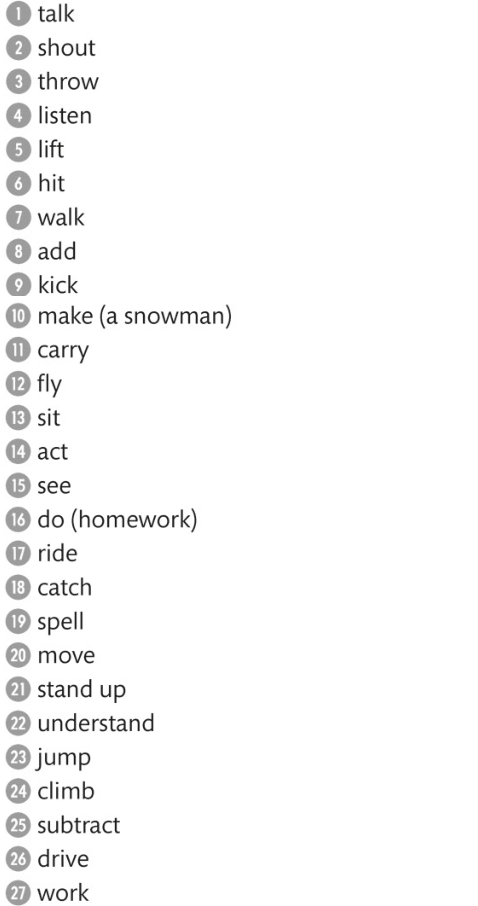 1 talk
2 shout
3 throw
4 listen
5 lift
6 hit
7 walk
8 add
9 kick
10 make (a snowman)
11 carry
12 fly
13 sit
14 act
15 see
16 do (homework)
17 ride
18 catch
19 spell
20 move
21 stand up
22 understand
23 jump
24 climb
25 subtract
26 drive
27 work